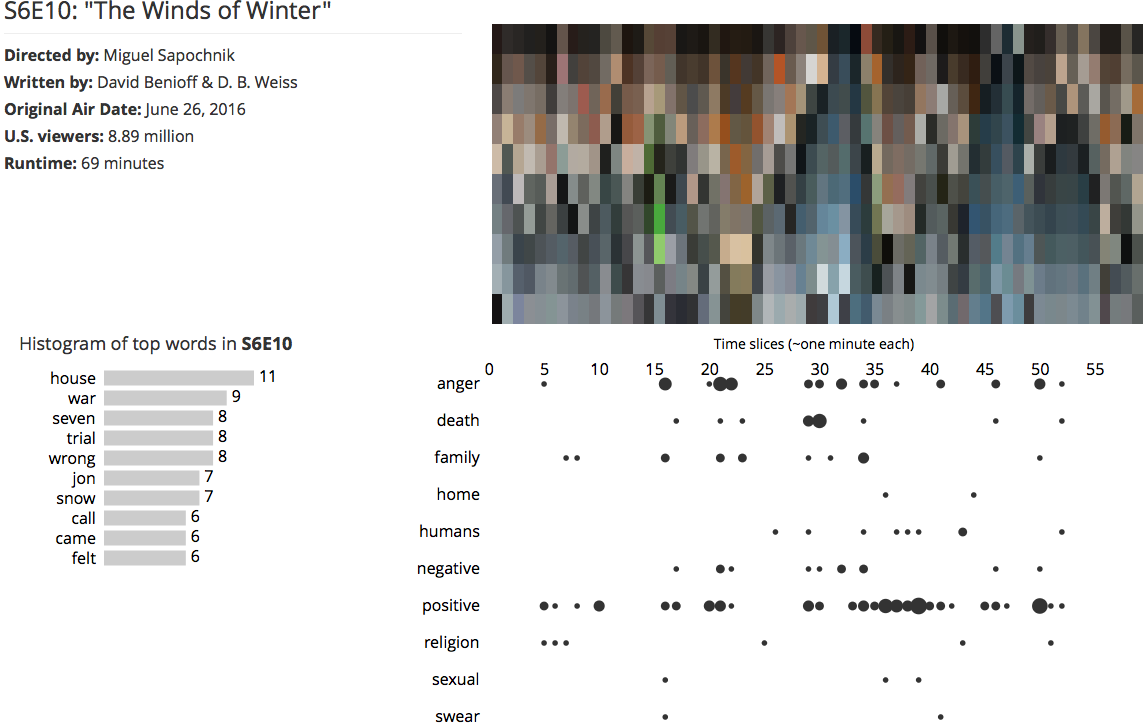 S6E10: "The Winds of Winter"
Directed by: Miguel Sapochnik
Written by: David Benioff & D. B. Weiss
Original Air Date: June 26, 2016
U.S. viewers: 8.89 million
Runtime: 69 minutes
Histogram of top words in S6E10
house 11
war 9
seven 8
trial 8
wrong 8
jon 7
snow 7
call 6
came 6
felt 6
Time slices (~one minute each)
0 5 10 15 20 25 30 35 40 45 50 55
anger
death
family
home
humans
negative
positive
religion
sexual
swear